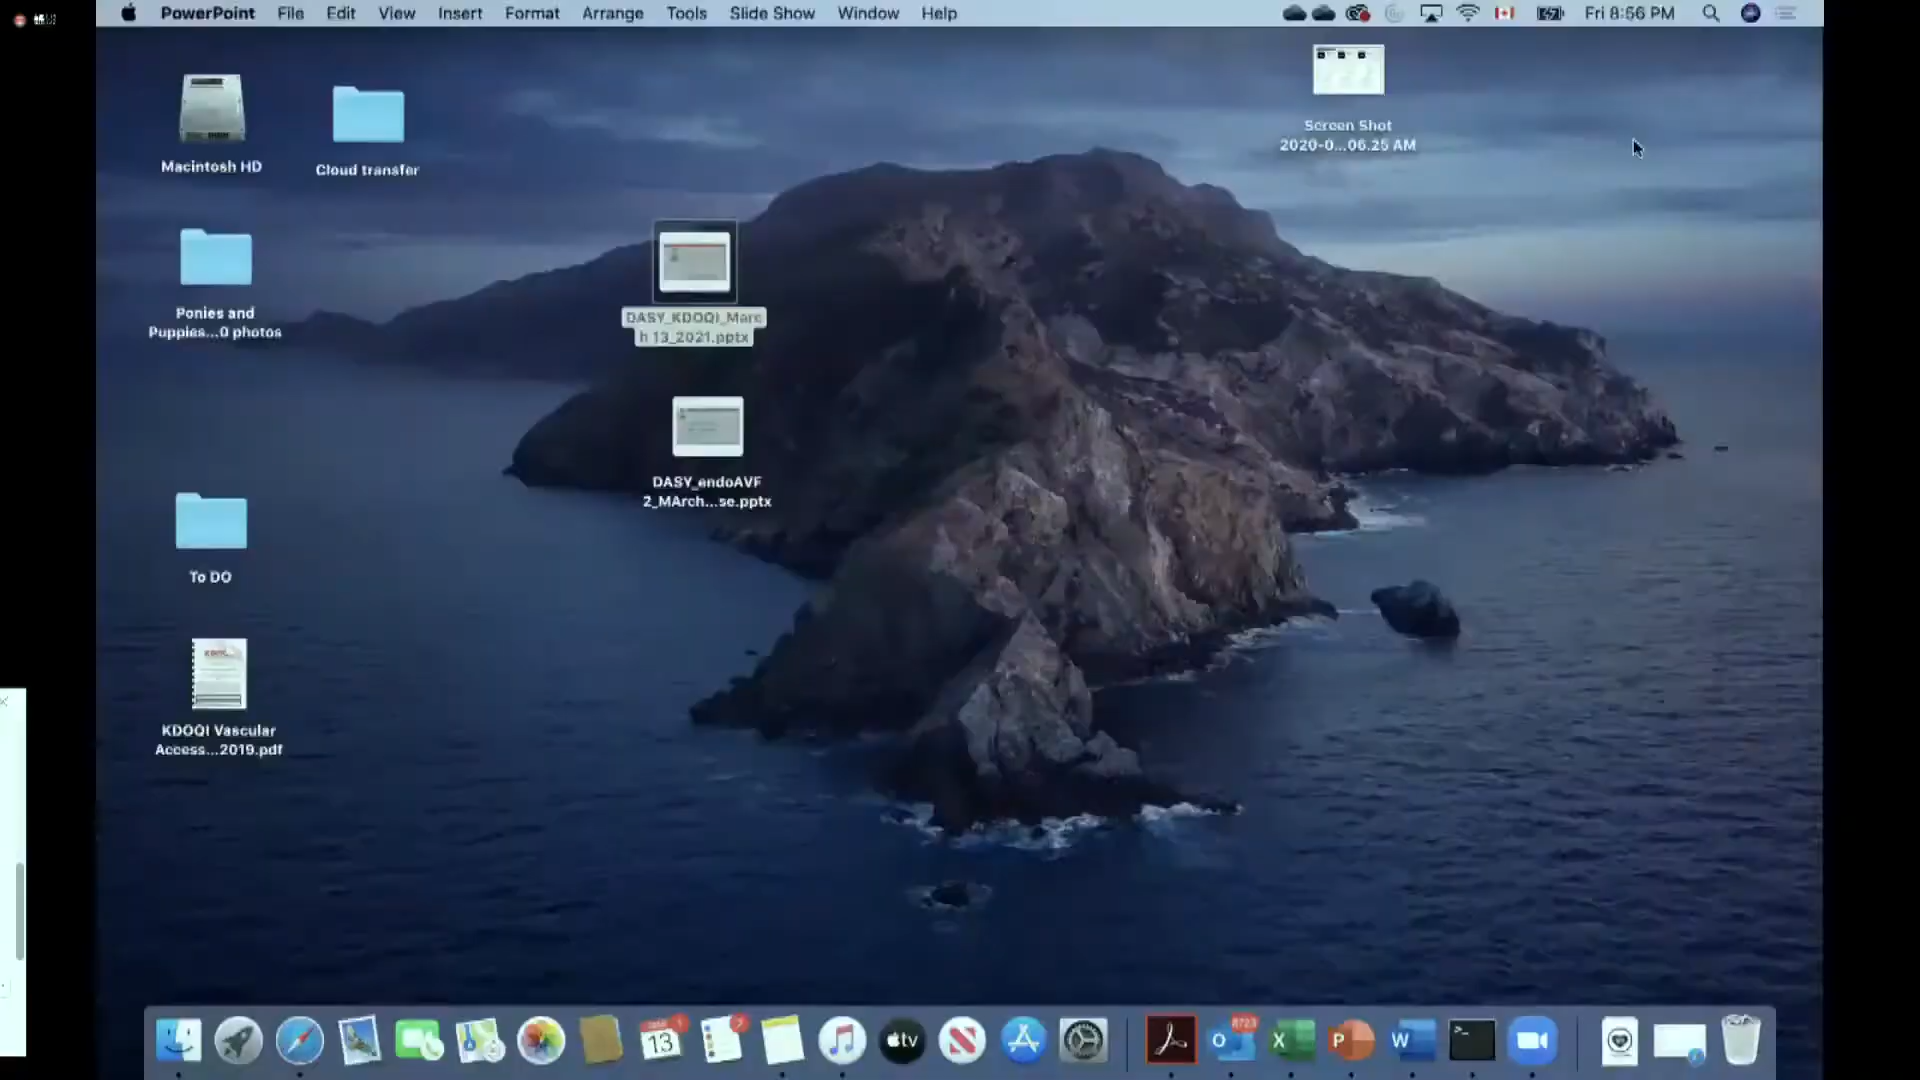 PowerPoint File Edit View Insert Format Arrange Tools Slide Show Window Help Fri 8:56 PM
Macintosh HD
Cloud transfer
Screen Shot
2020-0...06.25 AM
Ponies and
Puppies...0 photos
DASY_KDOQI_Marc
h 13_2021.pptx
DASY_endoAVF
2_MArch...se.pptx
To DO
KDOQI Vascular
Access...2019.pdf
13
tv
8723